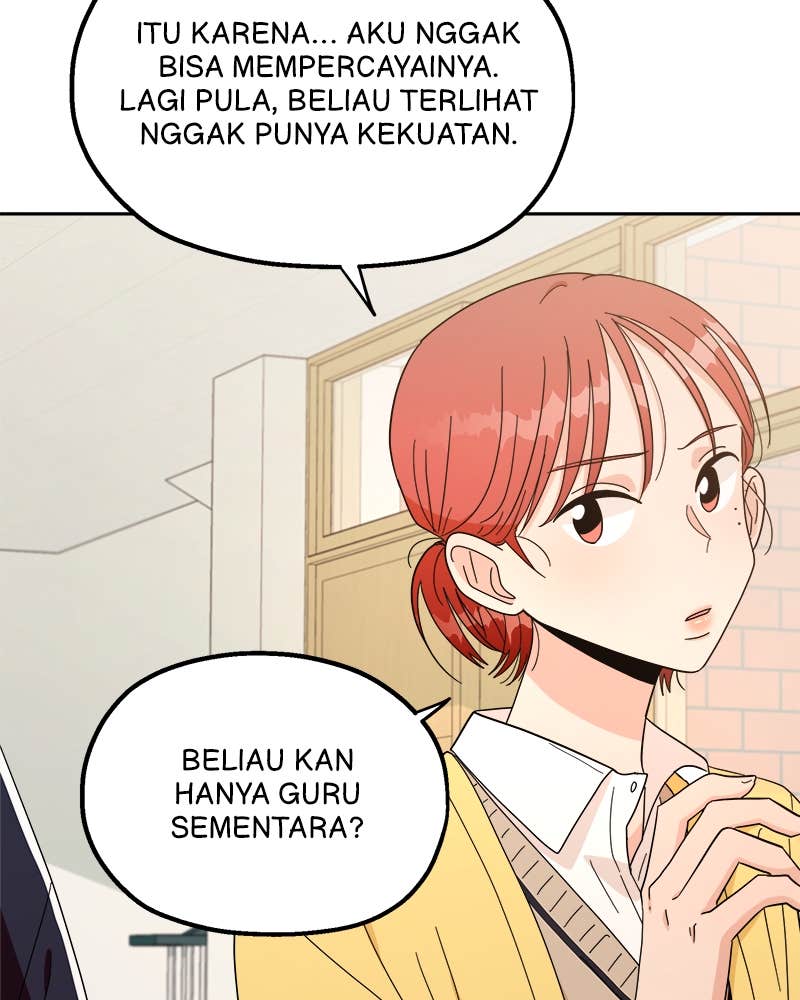 ITU KARENA... AKU NGGAK
BISA MEMPERCAYAINYA.
LAGI PULA, BELIAU TERLIHAT
NGGAK PUNYA KEKUATAN.
BELIAU KAN
HANYA GURU
SEMENTARA?